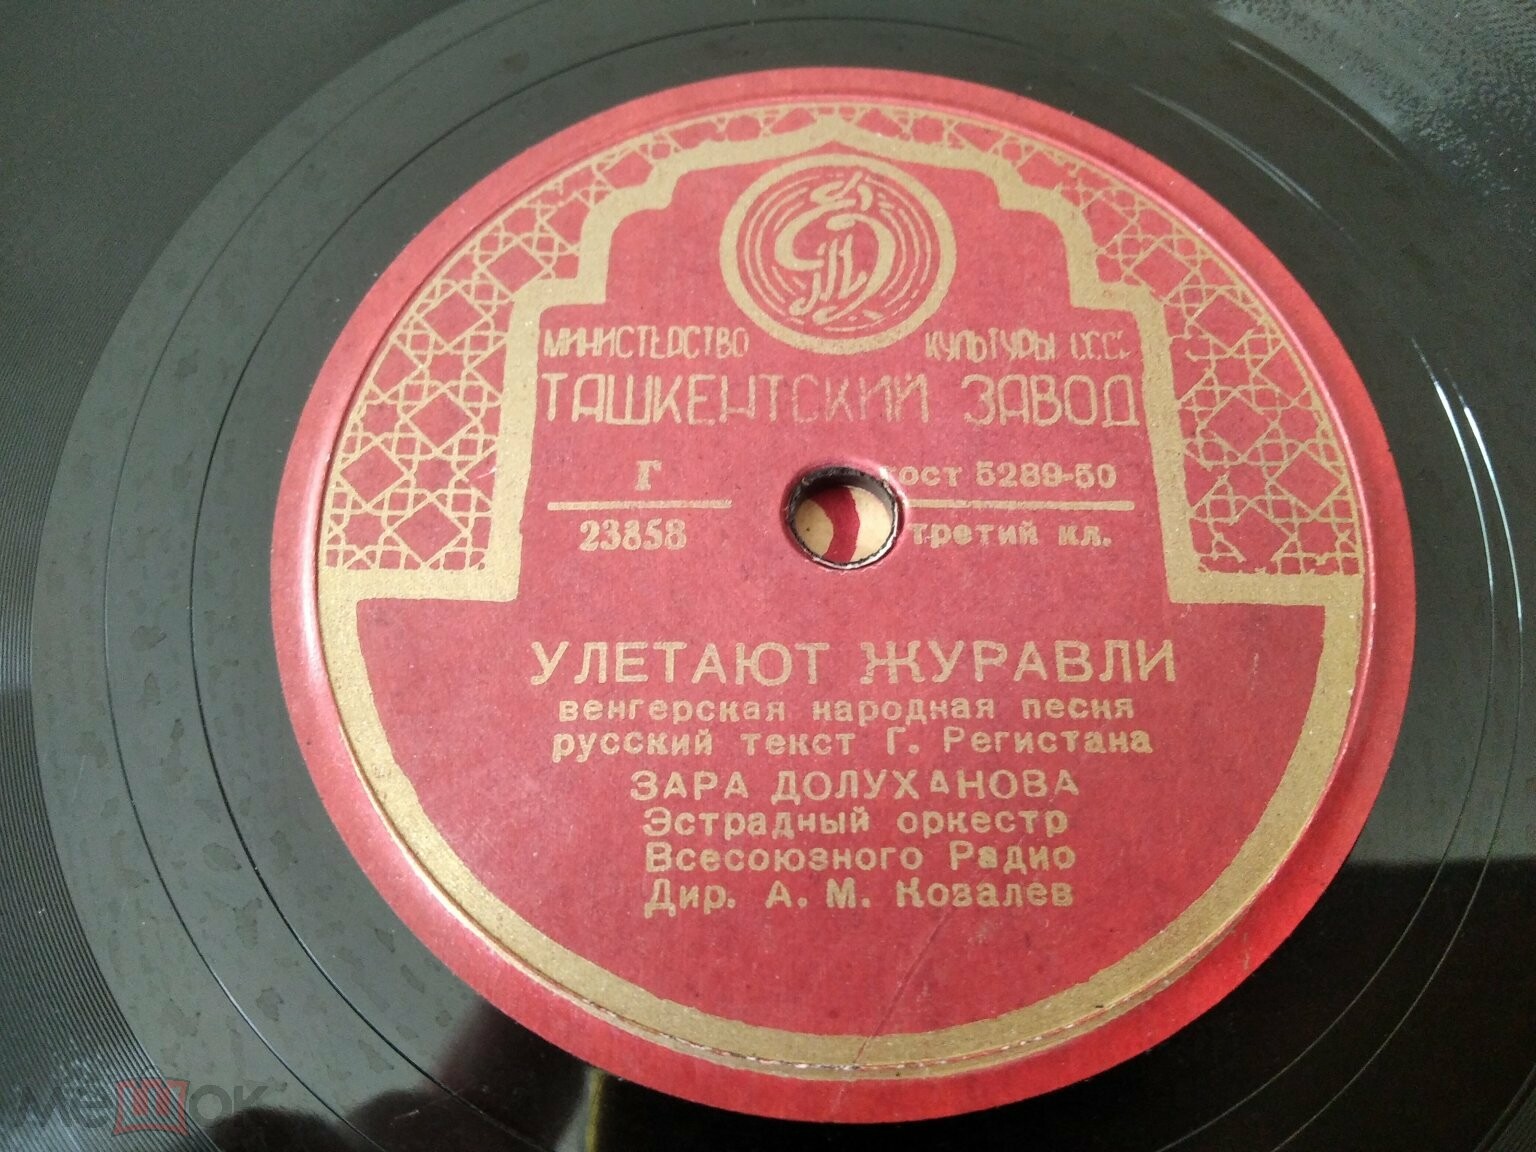 МИНИСТЕРСТВО КУЛЬТУРЫ СССР
ТАШКЕНТСКИЙ ЗАВОД
Г
23858
гост 5289-50
третий кл.
УЛЕТАЮТ ЖУРАВЛИ
венгерская народная песня
русский текст Г. Регистана
ЗАРА ДОЛУХАНОВА
Эстрадный оркестр
Всесоюзного Радио
Дир. А. М. Ковалев
мешок